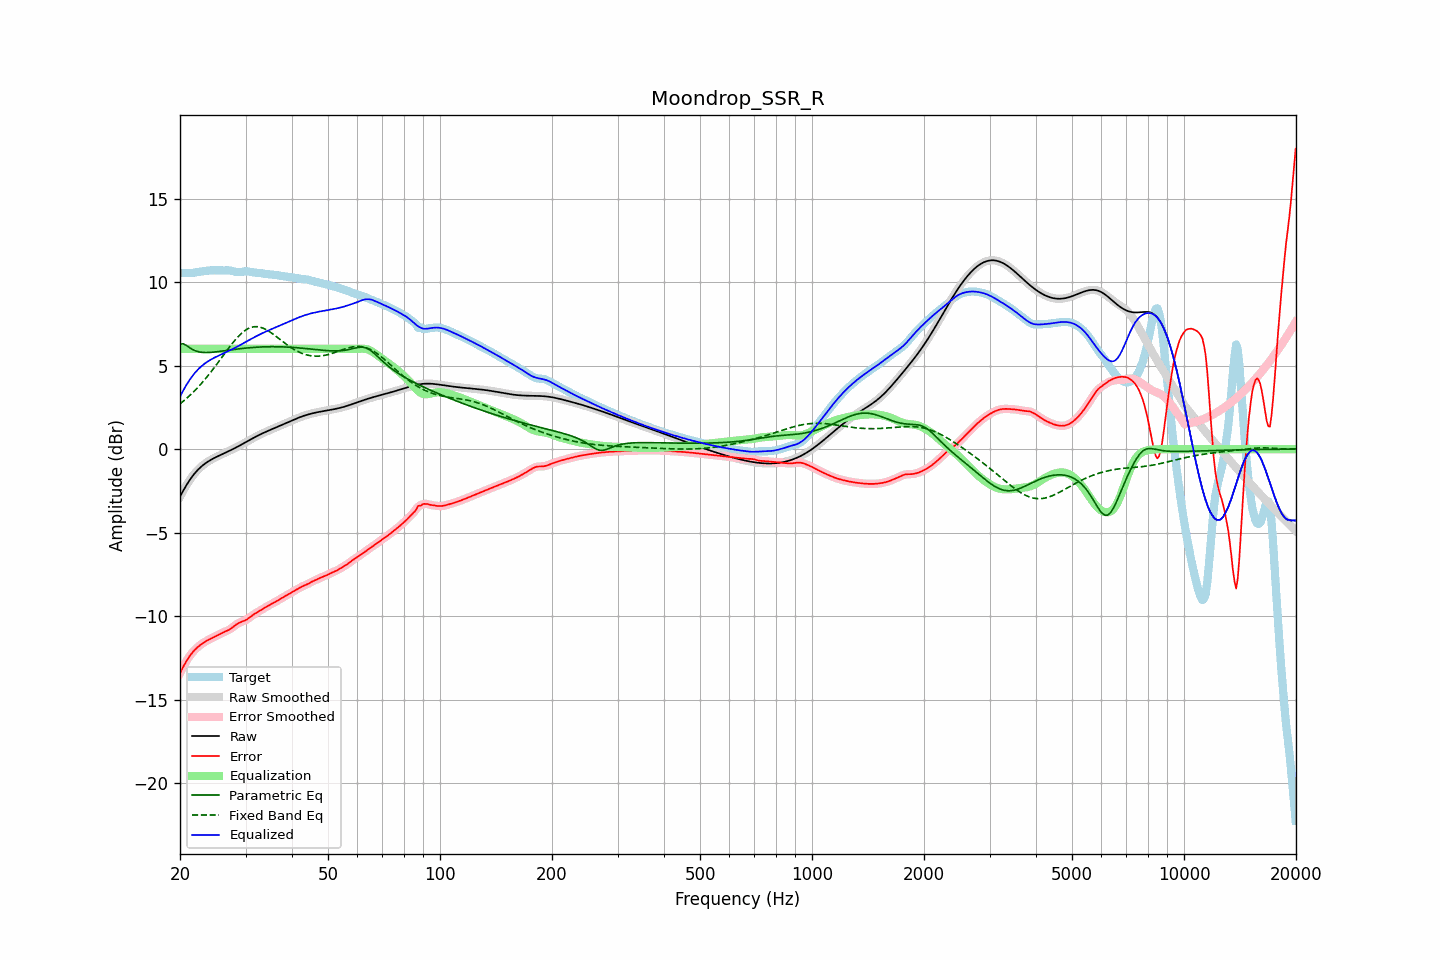 Moondrop_SSR_R
Amplitude (dBr)
15
10
5
0
−5
−10
−15
−20
Target
Raw Smoothed
Error Smoothed
Raw
Error
Equalization
Parametric Eq
Fixed Band Eq
Equalized
20 50 100 200 500 1000 2000 5000 10000 20000
Frequency (Hz)